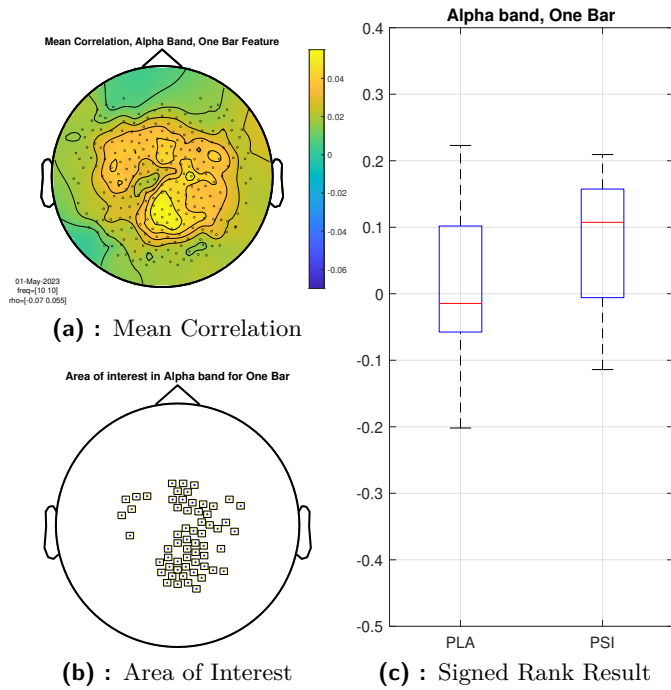 Mean Correlation, Alpha Band, One Bar Feature
0.04
0.02
0
-0.02
-0.04
-0.06
01-May-2023
freq=[10 10]
rho=[-0.07 0.055]
(a) : Mean Correlation
Area of interest in Alpha band for One Bar
(b) : Area of Interest
Alpha band, One Bar
0.4
0.3
0.2
0.1
0
-0.1
-0.2
-0.3
-0.4
-0.5
PLA PSI
(c) : Signed Rank Result